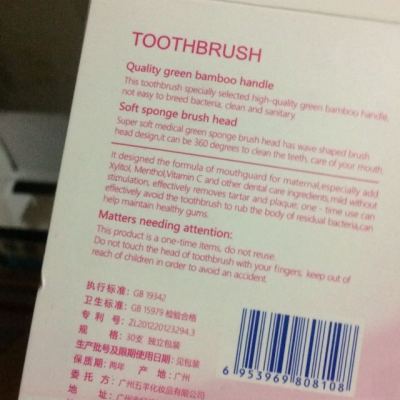 TOOTHBRUSH
Quality green bamboo handle
This toothbrush specially selected high-quality green bamboo handle,
not easy to breed bacteria, clean and sanitary.
Soft sponge brush head
Super soft medical green sponge brush head has wave shaped brush
head design,it can be 360 degrees to clean the teeth, care of your mouth.
It designed the formula of mouthguard for maternal,especially add
Xylitol, Menthol,Vitamin C and other dental care ingredients,mild without
stimulation, effectively removes tartar and plaque; one - time use can
effectively avoid the toothbrush to rub the body of residual bacteria,can
help maintain healthy gums.
Matters needing attention:
This product is a one-time items, do not reuse.
Do not touch the head of toothbrush with your fingers, keep out of
reach of children in order to avoid an accident.
执行标准: GB 19342
卫生标准: GB 15979 检验合格
专 利 号: ZL201220123294.3
规 格: 30支 独立包装
生产批号及限期使用日期: 见包装
保质期: 两年 产 地: 广州
委 托 方: 广州五平化妆品有限公司
地 址:
6 953969 808108